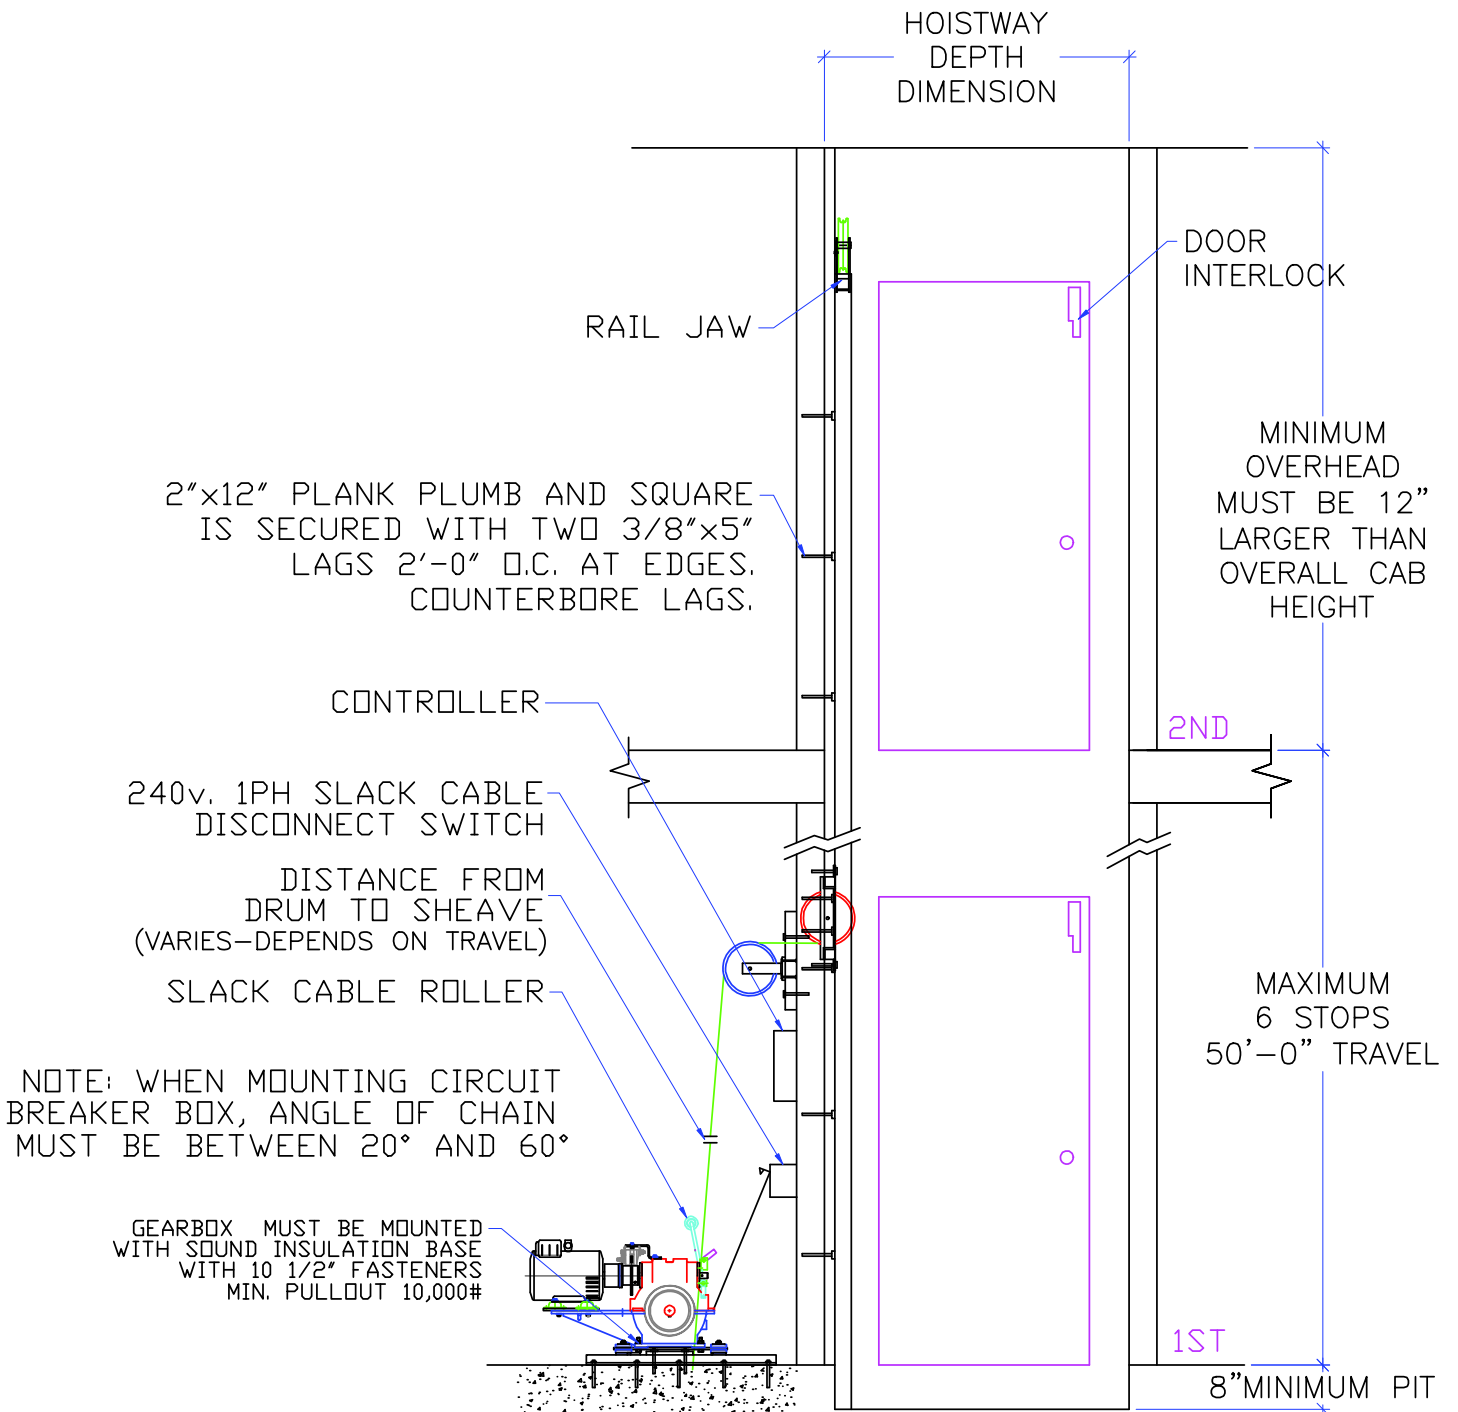 HOISTWAY
DEPTH
DIMENSION
DOOR
INTERLOCK
RAIL JAW
MINIMUM
OVERHEAD
MUST BE 12”
LARGER THAN
OVERALL CAB
HEIGHT
2"x12" PLANK PLUMB AND SQUARE
IS SECURED WITH TWO 3/8"x5"
LAGS 2'-0" O.C. AT EDGES.
COUNTERBORE LAGS.
CONTROLLER
2ND
240v. 1PH SLACK CABLE
DISCONNECT SWITCH
DISTANCE FROM
DRUM TO SHEAVE
(VARIES-DEPENDS ON TRAVEL)
SLACK CABLE ROLLER
MAXIMUM
6 STOPS
50’-0” TRAVEL
NOTE: WHEN MOUNTING CIRCUIT
BREAKER BOX, ANGLE OF CHAIN
MUST BE BETWEEN 20° AND 60°
GEARBOX MUST BE MOUNTED
WITH SOUND INSULATION BASE
WITH 10 1/2" FASTENERS
MIN. PULLOUT 10,000#
1ST
8”MINIMUM PIT